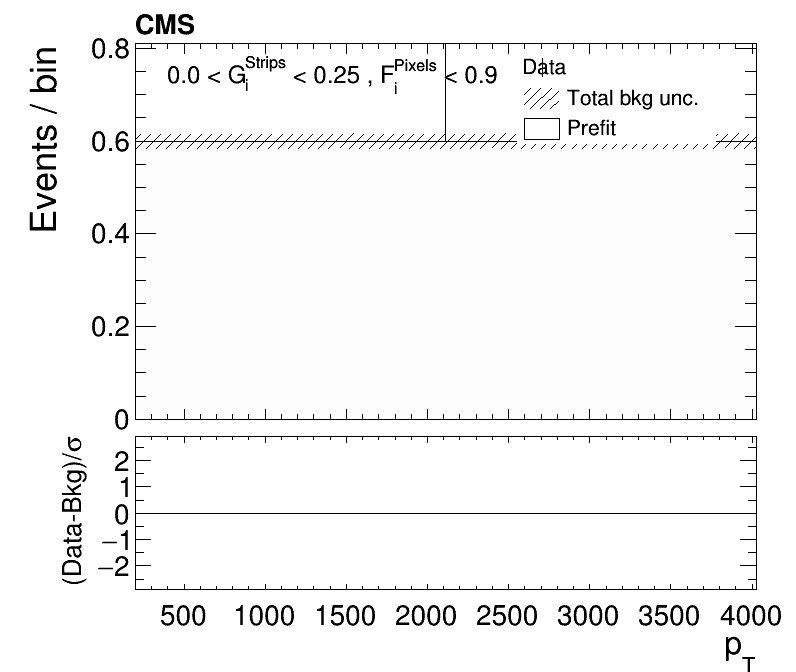 CMS
Events / bin
0.8
0.6
0.4
0.2
0
0.0 < G_i^Strips < 0.25 , F_i^Pixels < 0.9
Data
Total bkg unc.
Prefit
(Data-Bkg)/σ
2
1
0
−1
−2
500 1000 1500 2000 2500 3000 3500 4000
p_T